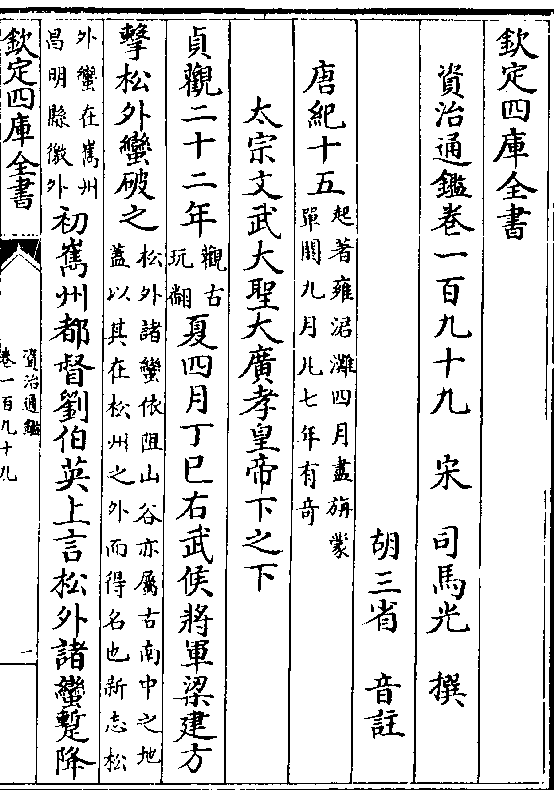 欽定四庫全書
資治通鑑卷一百九十九 宋 司馬光 撰
胡三省 音註
唐紀十五
起著雍涒灘四月盡旃蒙
單閼九月凡七年有奇
太宗文武大聖大廣孝皇帝下之下
貞觀二十二年
觀古
玩翻
夏四月丁巳右武候將軍梁建方
擊松外蠻破之
松外諸蠻依阻山谷亦屬古南中之地
蓋以其在松州之外而得名也新志松
外蠻在巂州
昌明縣徼外
初巂州都督劉伯英上言松外諸蠻蹔降
欽定四庫全書
資治通鑑
卷一百九十九
一